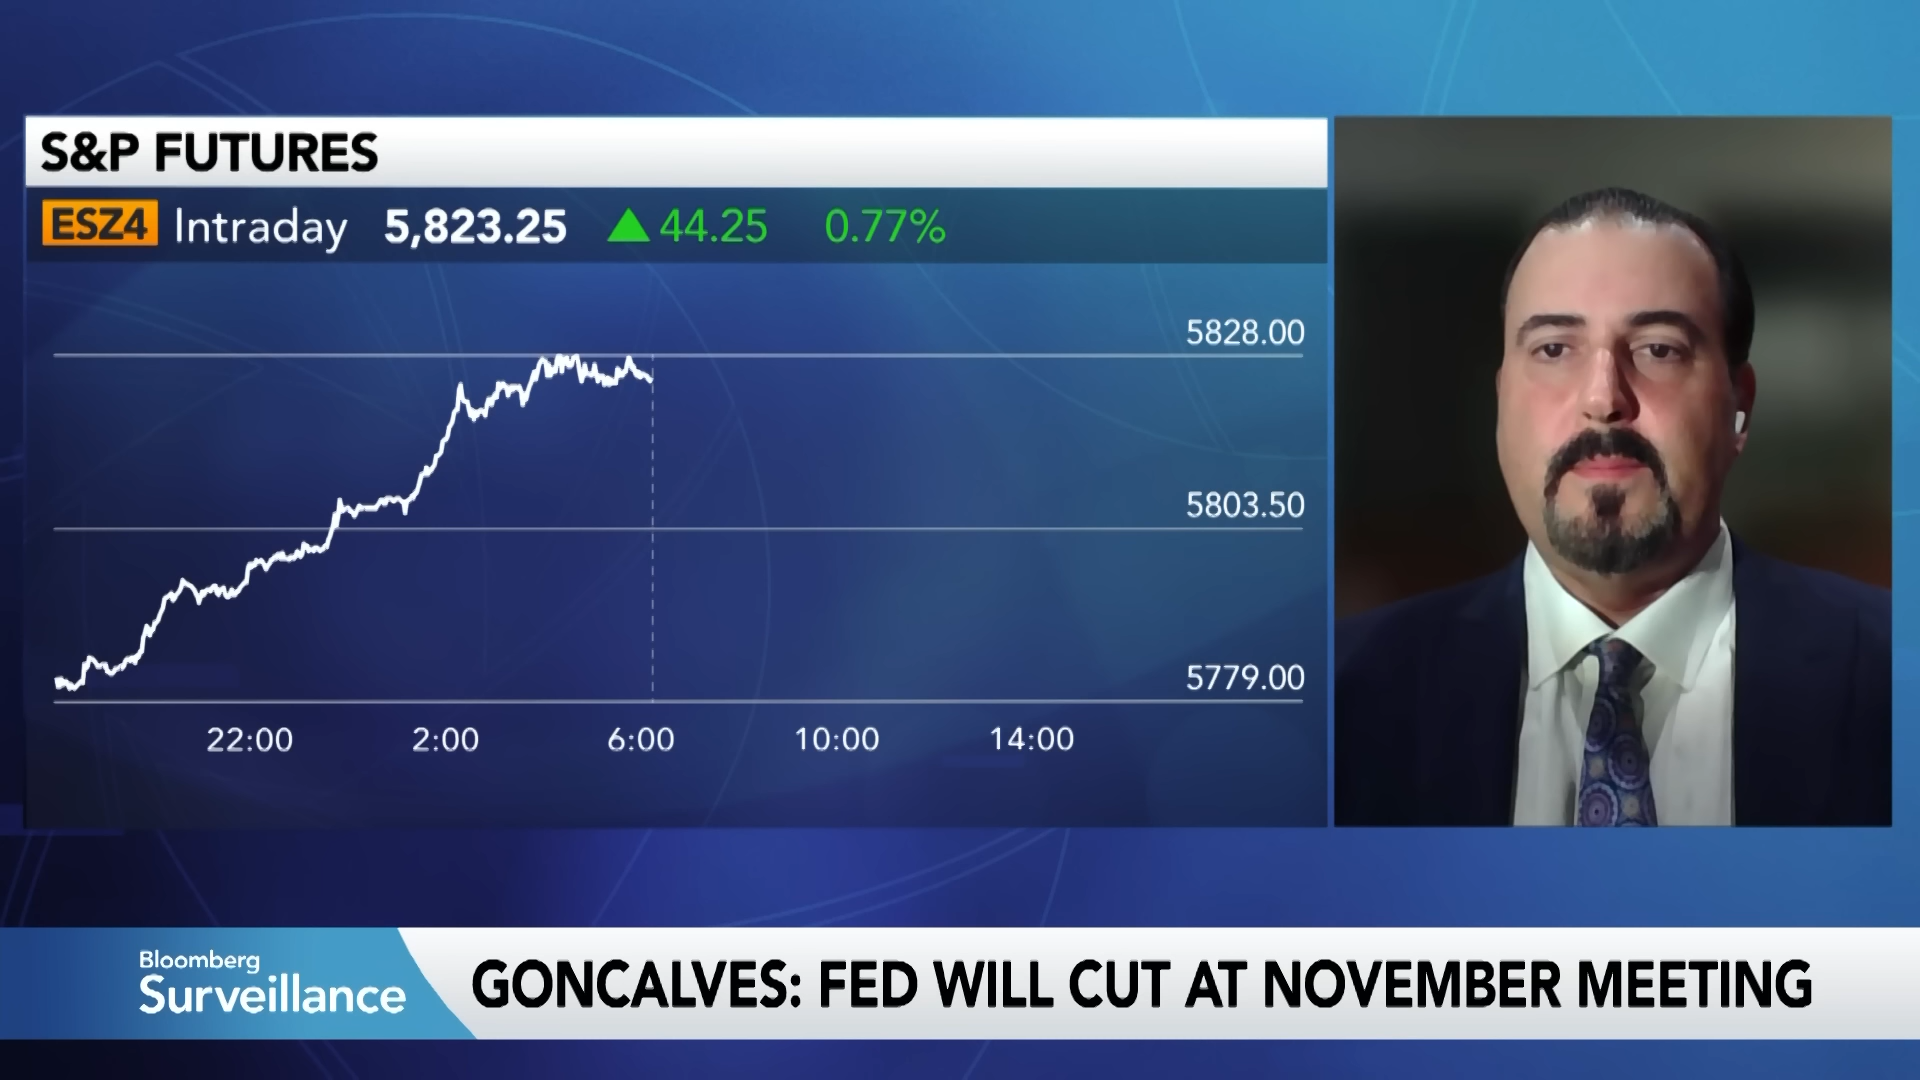 S&P FUTURES
ESZ4 Intraday 5,823.25 ▲ 44.25 0.77%
5828.00
5803.50
5779.00
22:00 2:00 6:00 10:00 14:00
Bloomberg
Surveillance
GONCALVES: FED WILL CUT AT NOVEMBER MEETING